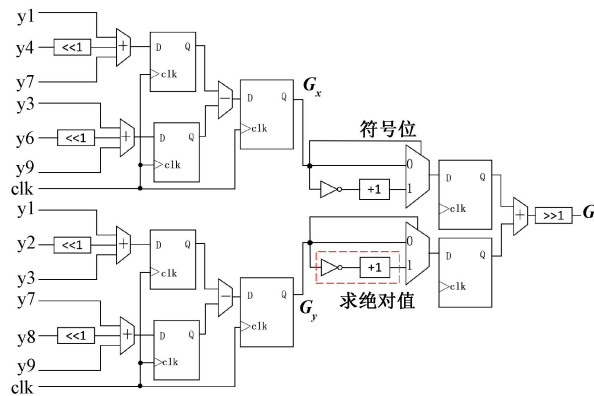 y1
y4 <<1 + D Q
y7 clk
y3 − D Q Gx
y6 <<1 + D Q clk 符号位
y9 clk 0 D Q
clk +1 1 clk
y1 + >>1 G
y2 <<1 + D Q 0 D Q
y3 clk +1 1 clk
y7 − D Q 求绝对值
y8 <<1 + D Q clk Gy
y9 clk
clk